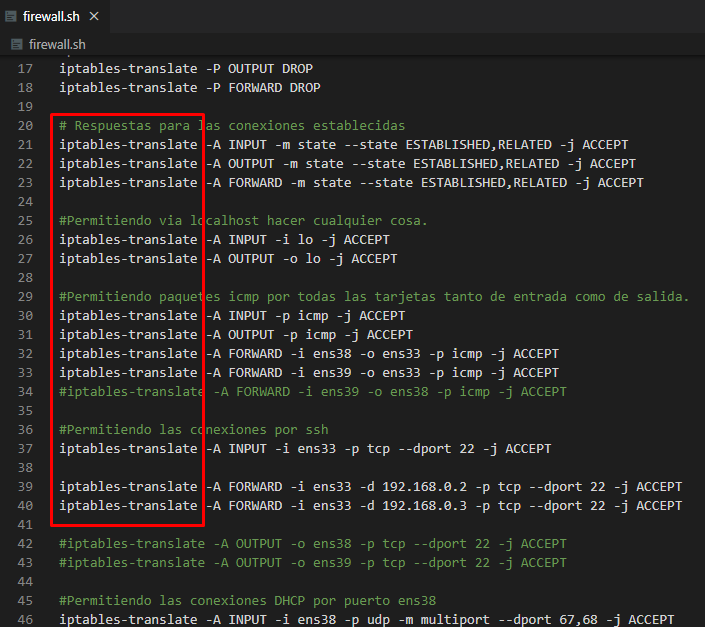 firewall.sh ×
firewall.sh
17 iptables-translate -P OUTPUT DROP
18 iptables-translate -P FORWARD DROP
19
20 # Respuestas para las conexiones establecidas
21 iptables-translate -A INPUT -m state --state ESTABLISHED,RELATED -j ACCEPT
22 iptables-translate -A OUTPUT -m state --state ESTABLISHED,RELATED -j ACCEPT
23 iptables-translate -A FORWARD -m state --state ESTABLISHED,RELATED -j ACCEPT
24
25 #Permitiendo via localhost hacer cualquier cosa.
26 iptables-translate -A INPUT -i lo -j ACCEPT
27 iptables-translate -A OUTPUT -o lo -j ACCEPT
28
29 #Permitiendo paquetes icmp por todas las tarjetas tanto de entrada como de salida.
30 iptables-translate -A INPUT -p icmp -j ACCEPT
31 iptables-translate -A OUTPUT -p icmp -j ACCEPT
32 iptables-translate -A FORWARD -i ens38 -o ens33 -p icmp -j ACCEPT
33 iptables-translate -A FORWARD -i ens39 -o ens33 -p icmp -j ACCEPT
34 #iptables-translate -A FORWARD -i ens39 -o ens38 -p icmp -j ACCEPT
35
36 #Permitiendo las conexiones por ssh
37 iptables-translate -A INPUT -i ens33 -p tcp --dport 22 -j ACCEPT
38
39 iptables-translate -A FORWARD -i ens33 -d 192.168.0.2 -p tcp --dport 22 -j ACCEPT
40 iptables-translate -A FORWARD -i ens33 -d 192.168.0.3 -p tcp --dport 22 -j ACCEPT
41
42 #iptables-translate -A OUTPUT -o ens38 -p tcp --dport 22 -j ACCEPT
43 #iptables-translate -A OUTPUT -o ens39 -p tcp --dport 22 -j ACCEPT
44
45 #Permitiendo las conexiones DHCP por puerto ens38
46 iptables-translate -A INPUT -i ens38 -p udp -m multiport --dport 67,68 -j ACCEPT